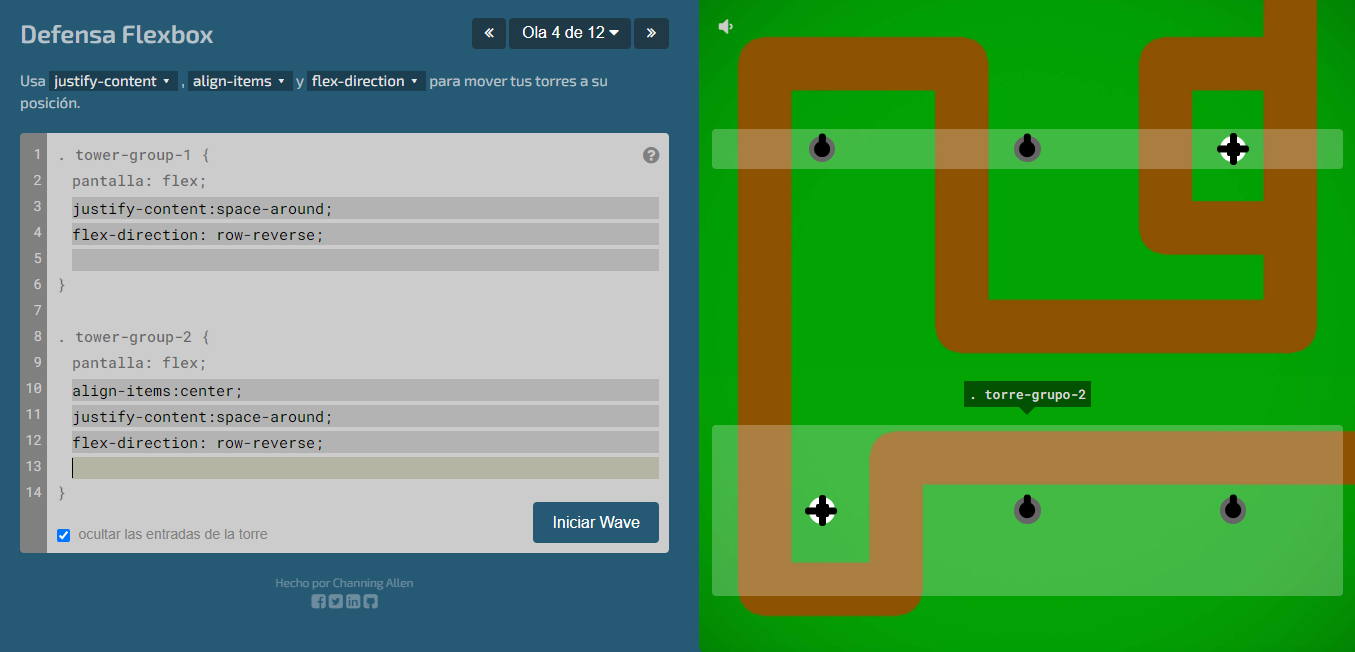 Defensa Flexbox
« Ola 4 de 12 »
Usa justify-content , align-items y flex-direction para mover tus torres a su
posición.
1 . tower-group-1 { ?
2 pantalla: flex;
3 justify-content:space-around;
4 flex-direction: row-reverse;
5
6 }
7
8 . tower-group-2 {
9 pantalla: flex;
10 align-items:center;
11 justify-content:space-around;
12 flex-direction: row-reverse;
13
14 }
ocultar las entradas de la torre
Iniciar Wave
Hecho por Channing Allen
. torre-grupo-2